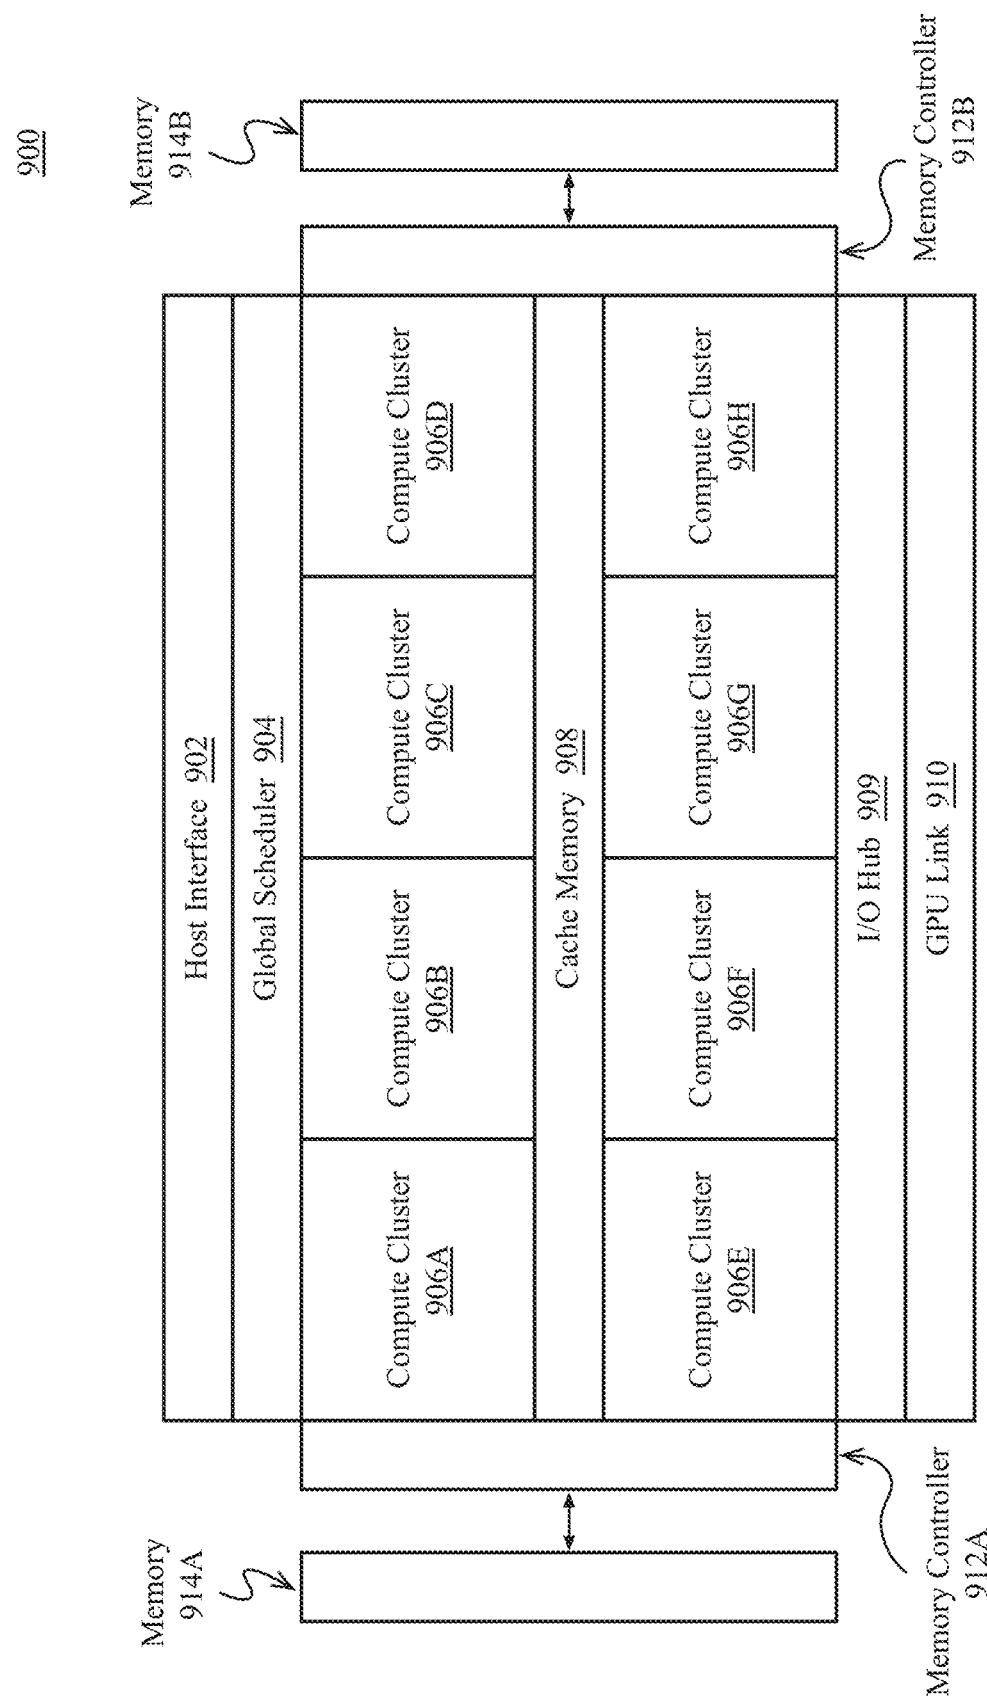 900
Memory
914B
Memory Controller
912B
Host Interface 902
Global Scheduler 904
Compute Cluster
906A
Compute Cluster
906B
Compute Cluster
906C
Compute Cluster
906D
Cache Memory 908
Compute Cluster
906E
Compute Cluster
906F
Compute Cluster
906G
Compute Cluster
906H
I/O Hub 909
GPU Link 910
Memory
914A
Memory Controller
912A